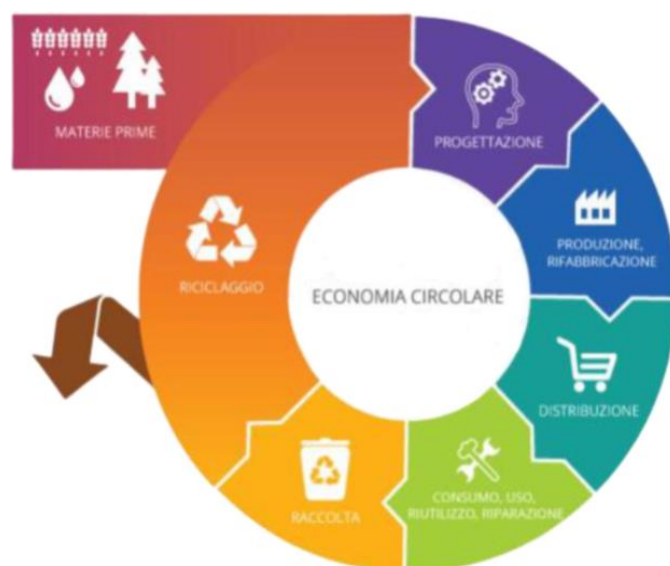 MATERIE PRIME
PROGETTAZIONE
PRODUZIONE,
RIFABBRICAZIONE
RICICLAGGIO
ECONOMIA CIRCOLARE
DISTRIBUZIONE
CONSUMO, USO,
RIUTILIZZO, RIPARAZIONE
RACCOLTA